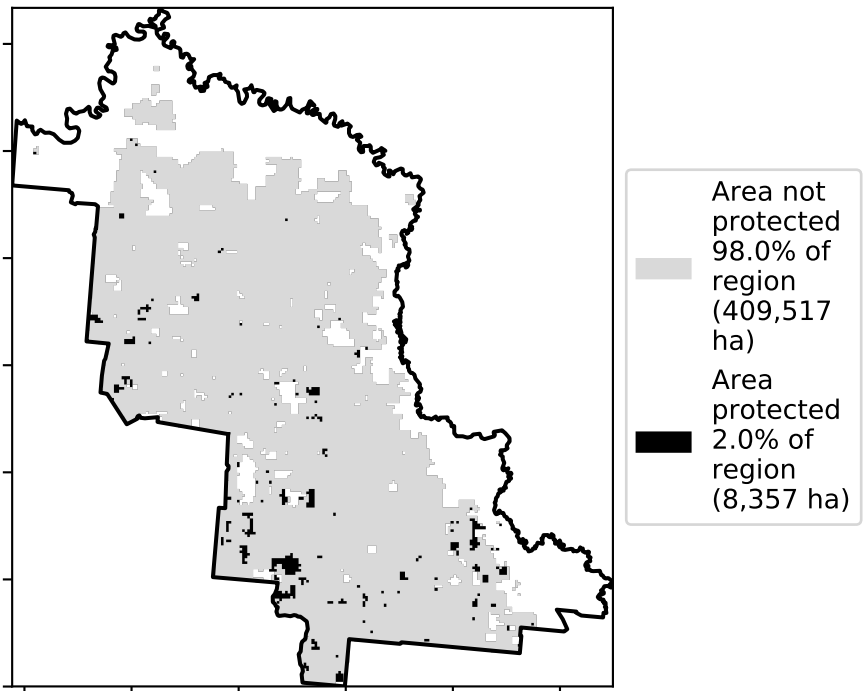 Area not
protected
98.0% of
region
(409,517
ha)
Area
protected
2.0% of
region
(8,357 ha)